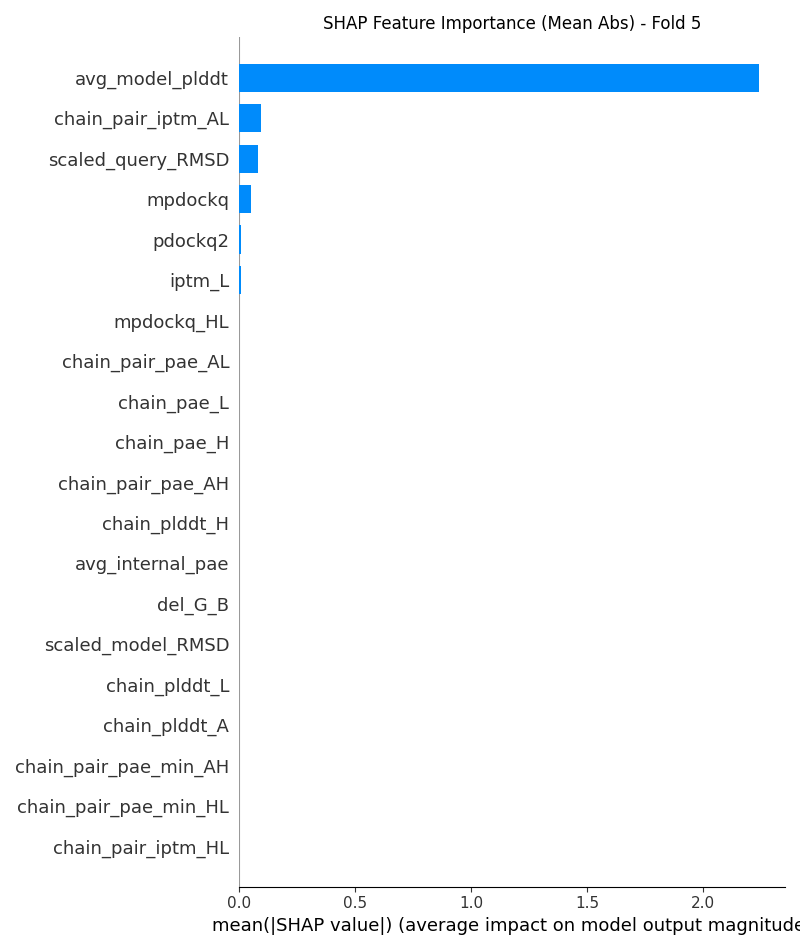 SHAP Feature Importance (Mean Abs) - Fold 5
avg_model_plddt
chain_pair_iptm_AL
scaled_query_RMSD
mpdockq
pdockq2
iptm_L
mpdockq_HL
chain_pair_pae_AL
chain_pae_L
chain_pae_H
chain_pair_pae_AH
chain_plddt_H
avg_internal_pae
del_G_B
scaled_model_RMSD
chain_plddt_L
chain_plddt_A
chain_pair_pae_min_AH
chain_pair_pae_min_HL
chain_pair_iptm_HL
0.0 0.5 1.0 1.5 2.0
mean(|SHAP value|) (average impact on model output magnitude